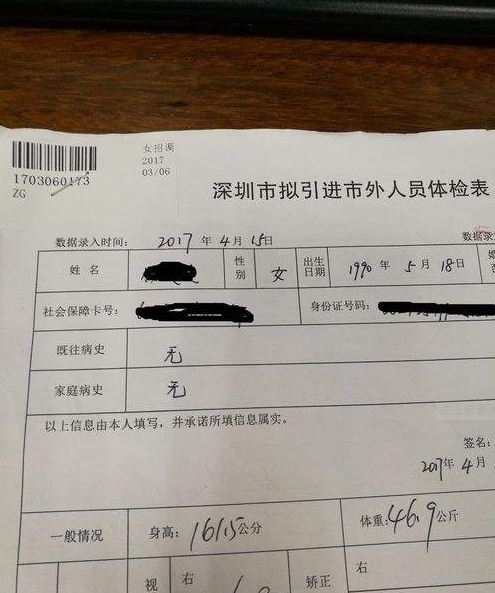 女招调
2017
03/06
1703060173
ZG
深圳市拟引进市外人员体检表
数据录入时间: 2017 年 4 月 15日 数据录
姓名 性别 女 出生日期 1990 年 5 月 18日
社会保障卡号: 身份证号码:
既往病史 无
家庭病史 无
以上信息由本人填写，并承诺所填信息属实。
签名:
2017年 4月
一般情况 身高: 161.5公分 体重: 46.9公斤
视 右 矫正 右